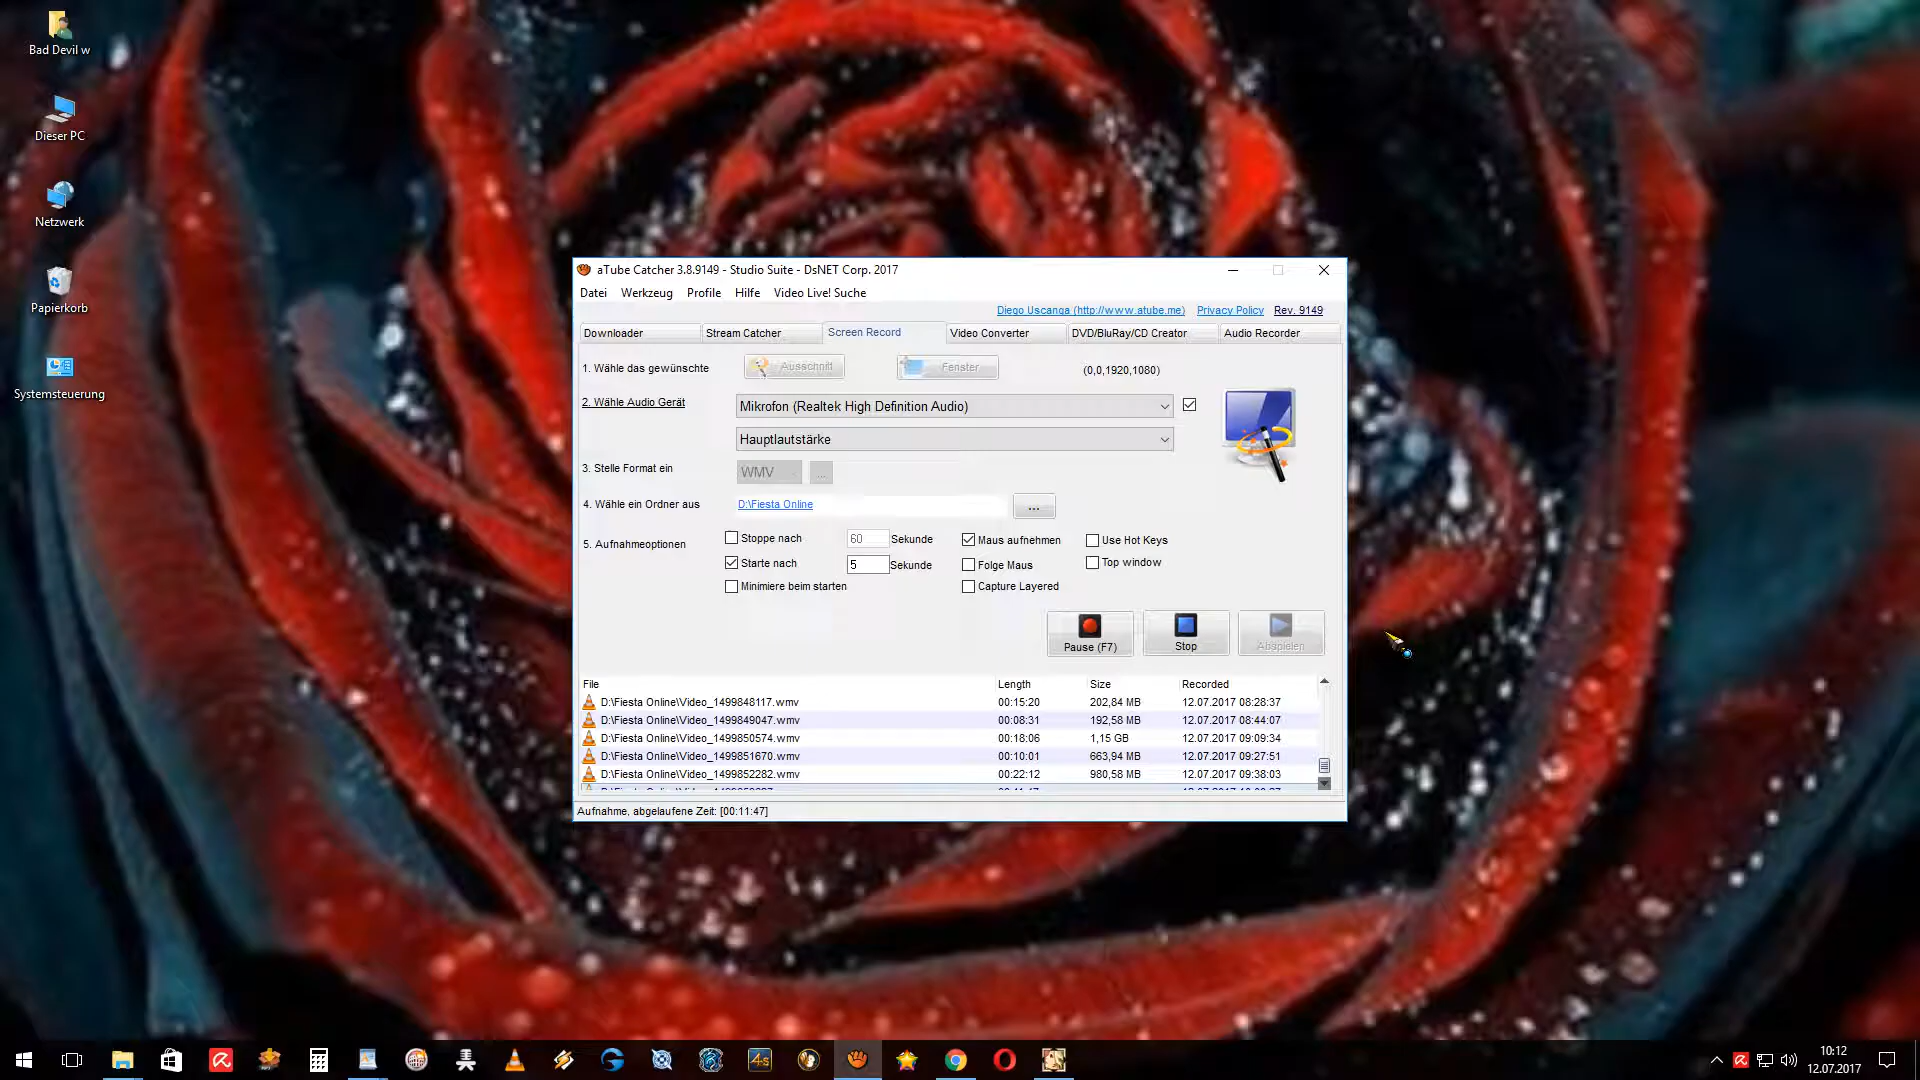 Bad Devil w
Dieser PC
Netzwerk
Papierkorb
Systemsteuerung
aTube Catcher 3.8.9149 - Studio Suite - DsNET Corp. 2017
Datei Werkzeug Profile Hilfe Video Live! Suche
Diego Uscanga (http://www.atube.me) Privacy Policy Rev. 9149
Downloader Stream Catcher Screen Record Video Converter DVD/BluRay/CD Creator Audio Recorder
1. Wähle das gewünschte Ausschnitt Fenster (0,0,1920,1080)
2. Wähle Audio Gerät Mikrofon (Realtek High Definition Audio)
Hauptlautstärke
3. Stelle Format ein WMV ...
4. Wähle ein Ordner aus D:\Fiesta Online ...
5. Aufnahmeoptionen
Stoppe nach 60 Sekunde Maus aufnehmen Use Hot Keys
Starte nach 5 Sekunde Folge Maus Top window
Minimiere beim starten Capture Layered
Pause (F7) Stop Abspielen
File Length Size Recorded
D:\Fiesta Online\Video_1499848117.wmv 00:15:20 202,84 MB 12.07.2017 08:28:37
D:\Fiesta Online\Video_1499849047.wmv 00:08:31 192,58 MB 12.07.2017 08:44:07
D:\Fiesta Online\Video_1499850574.wmv 00:18:06 1,15 GB 12.07.2017 09:09:34
D:\Fiesta Online\Video_1499851670.wmv 00:10:01 663,94 MB 12.07.2017 09:27:51
D:\Fiesta Online\Video_1499852282.wmv 00:22:12 980,58 MB 12.07.2017 09:38:03
Aufnahme, abgelaufene Zeit: [00:11:47]
10:12
12.07.2017